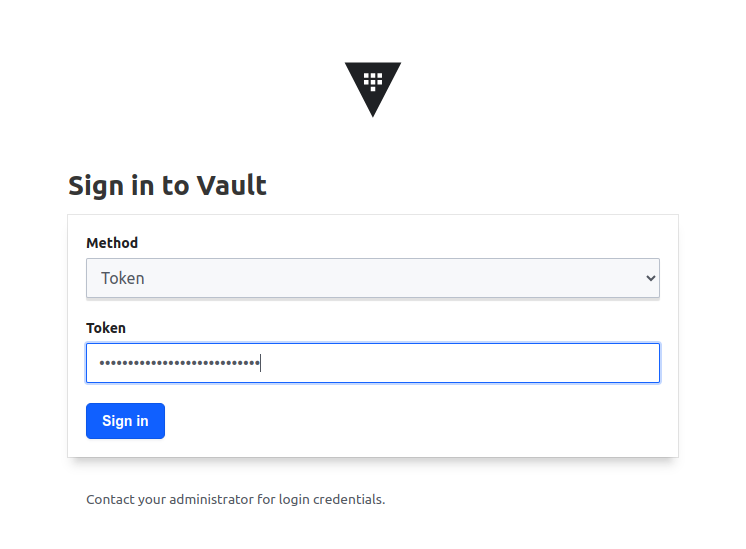 Sign in to Vault
Method
Token
Token
••••••••••••••••••••••••••••
Sign in
Contact your administrator for login credentials.